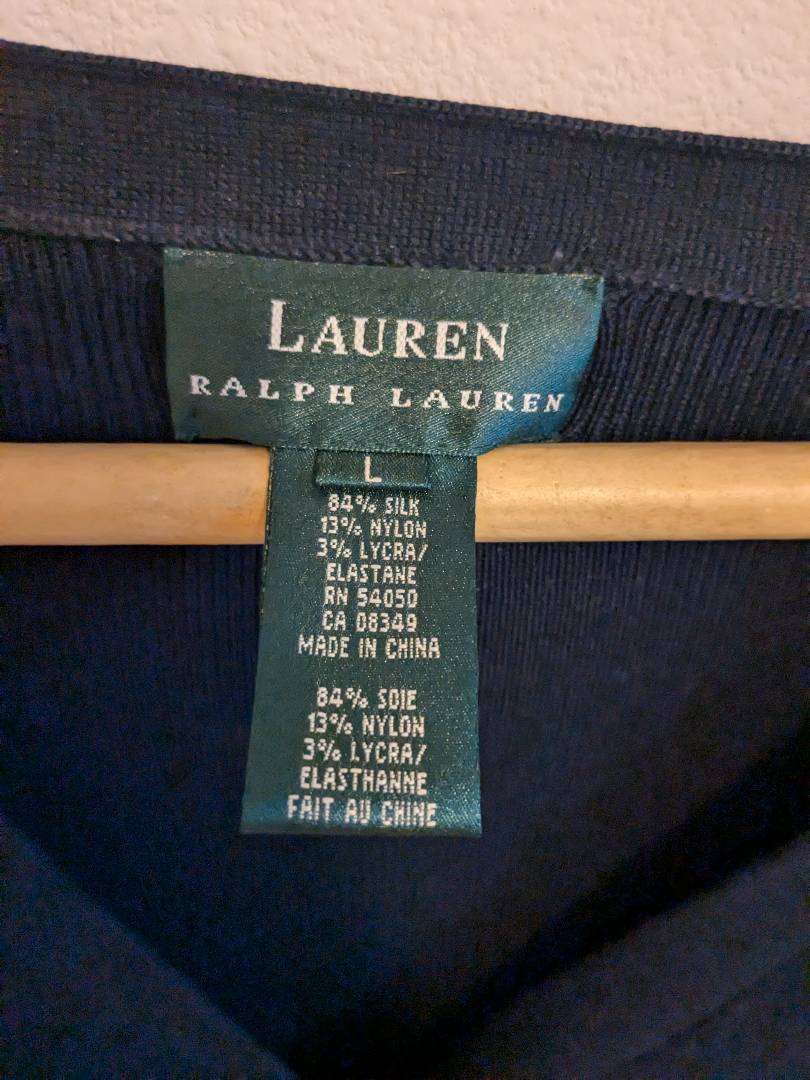 LAUREN
RALPH LAUREN
L
84% SILK
13% NYLON
3% LYCRA/
ELASTANE
RN 54050
CA 08349
MADE IN CHINA
84% SOIE
13% NYLON
3% LYCRA/
ELASTHANNE
FAIT AU CHINE